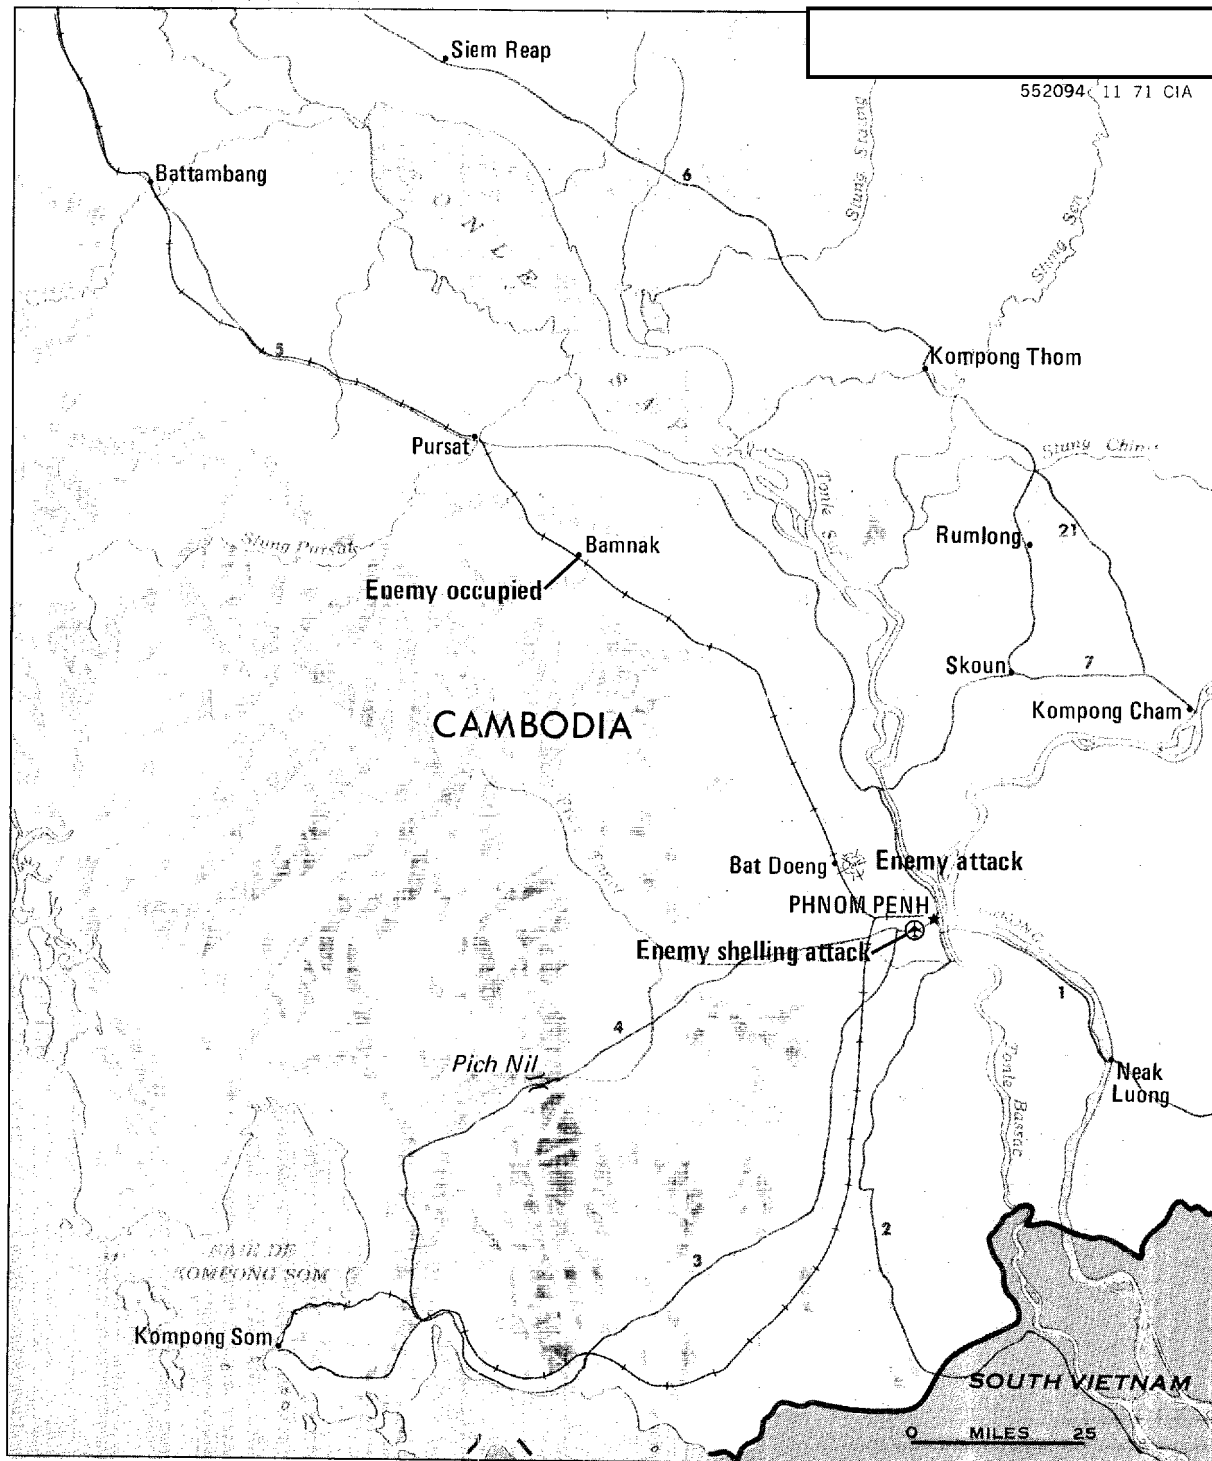 Siem Reap
552094 11 71 CIA
Stung Staung
Battambang
6
Stung Sen
TONLE
5
Kompong Thom
SAP
Pursat
Stung Chinit
Tonle Sap
21
Rumlong
Stung Pursat
Bamnak
Enemy occupied
Skoun
7
CAMBODIA
Kompong Cham
Bat Doeng
Enemy attack
PHNOM PENH
Enemy shelling attack
1
4
Pich Nil
Neak
Luong
Tonle Bassac
2
3
BAIE DE
KOMPONG SOM
Kompong Som
SOUTH VIETNAM
0 MILES 25